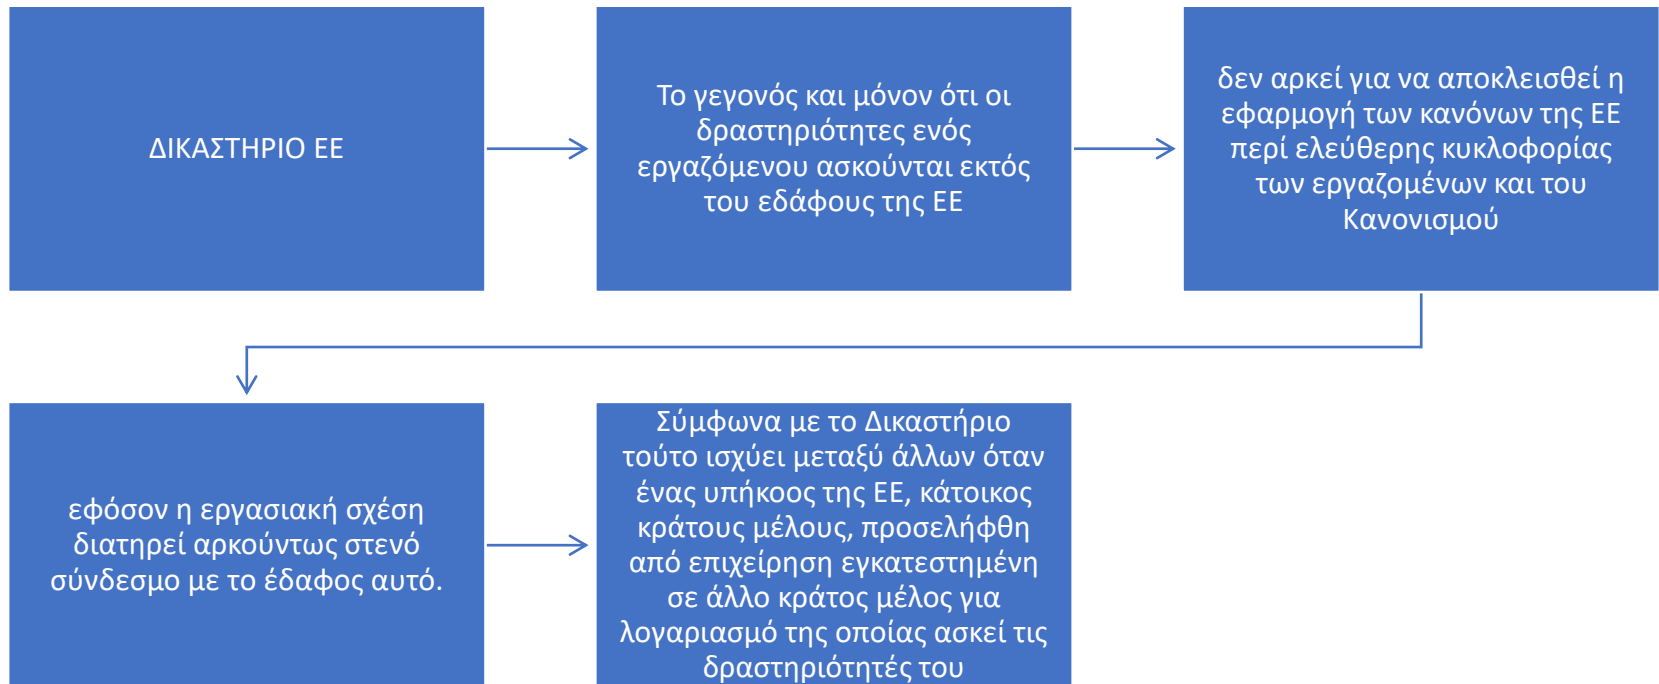 ΔΙΚΑΣΤΗΡΙΟ ΕΕ
Το γεγονός και μόνον ότι οι
δραστηριότητες ενός
εργαζόμενου ασκούνται εκτός
του εδάφους της ΕΕ
δεν αρκεί για να αποκλεισθεί η
εφαρμογή των κανόνων της ΕΕ
περί ελεύθερης κυκλοφορίας
των εργαζομένων και του
Κανονισμού
εφόσον η εργασιακή σχέση
διατηρεί αρκούντως στενό
σύνδεσμο με το έδαφος αυτό.
Σύμφωνα με το Δικαστήριο
τούτο ισχύει μεταξύ άλλων όταν
ένας υπήκοος της ΕΕ, κάτοικος
κράτους μέλους, προσελήφθη
από επιχείρηση εγκατεστημένη
σε άλλο κράτος μέλος για
λογαριασμό της οποίας ασκεί τις
δραστηριότητές του